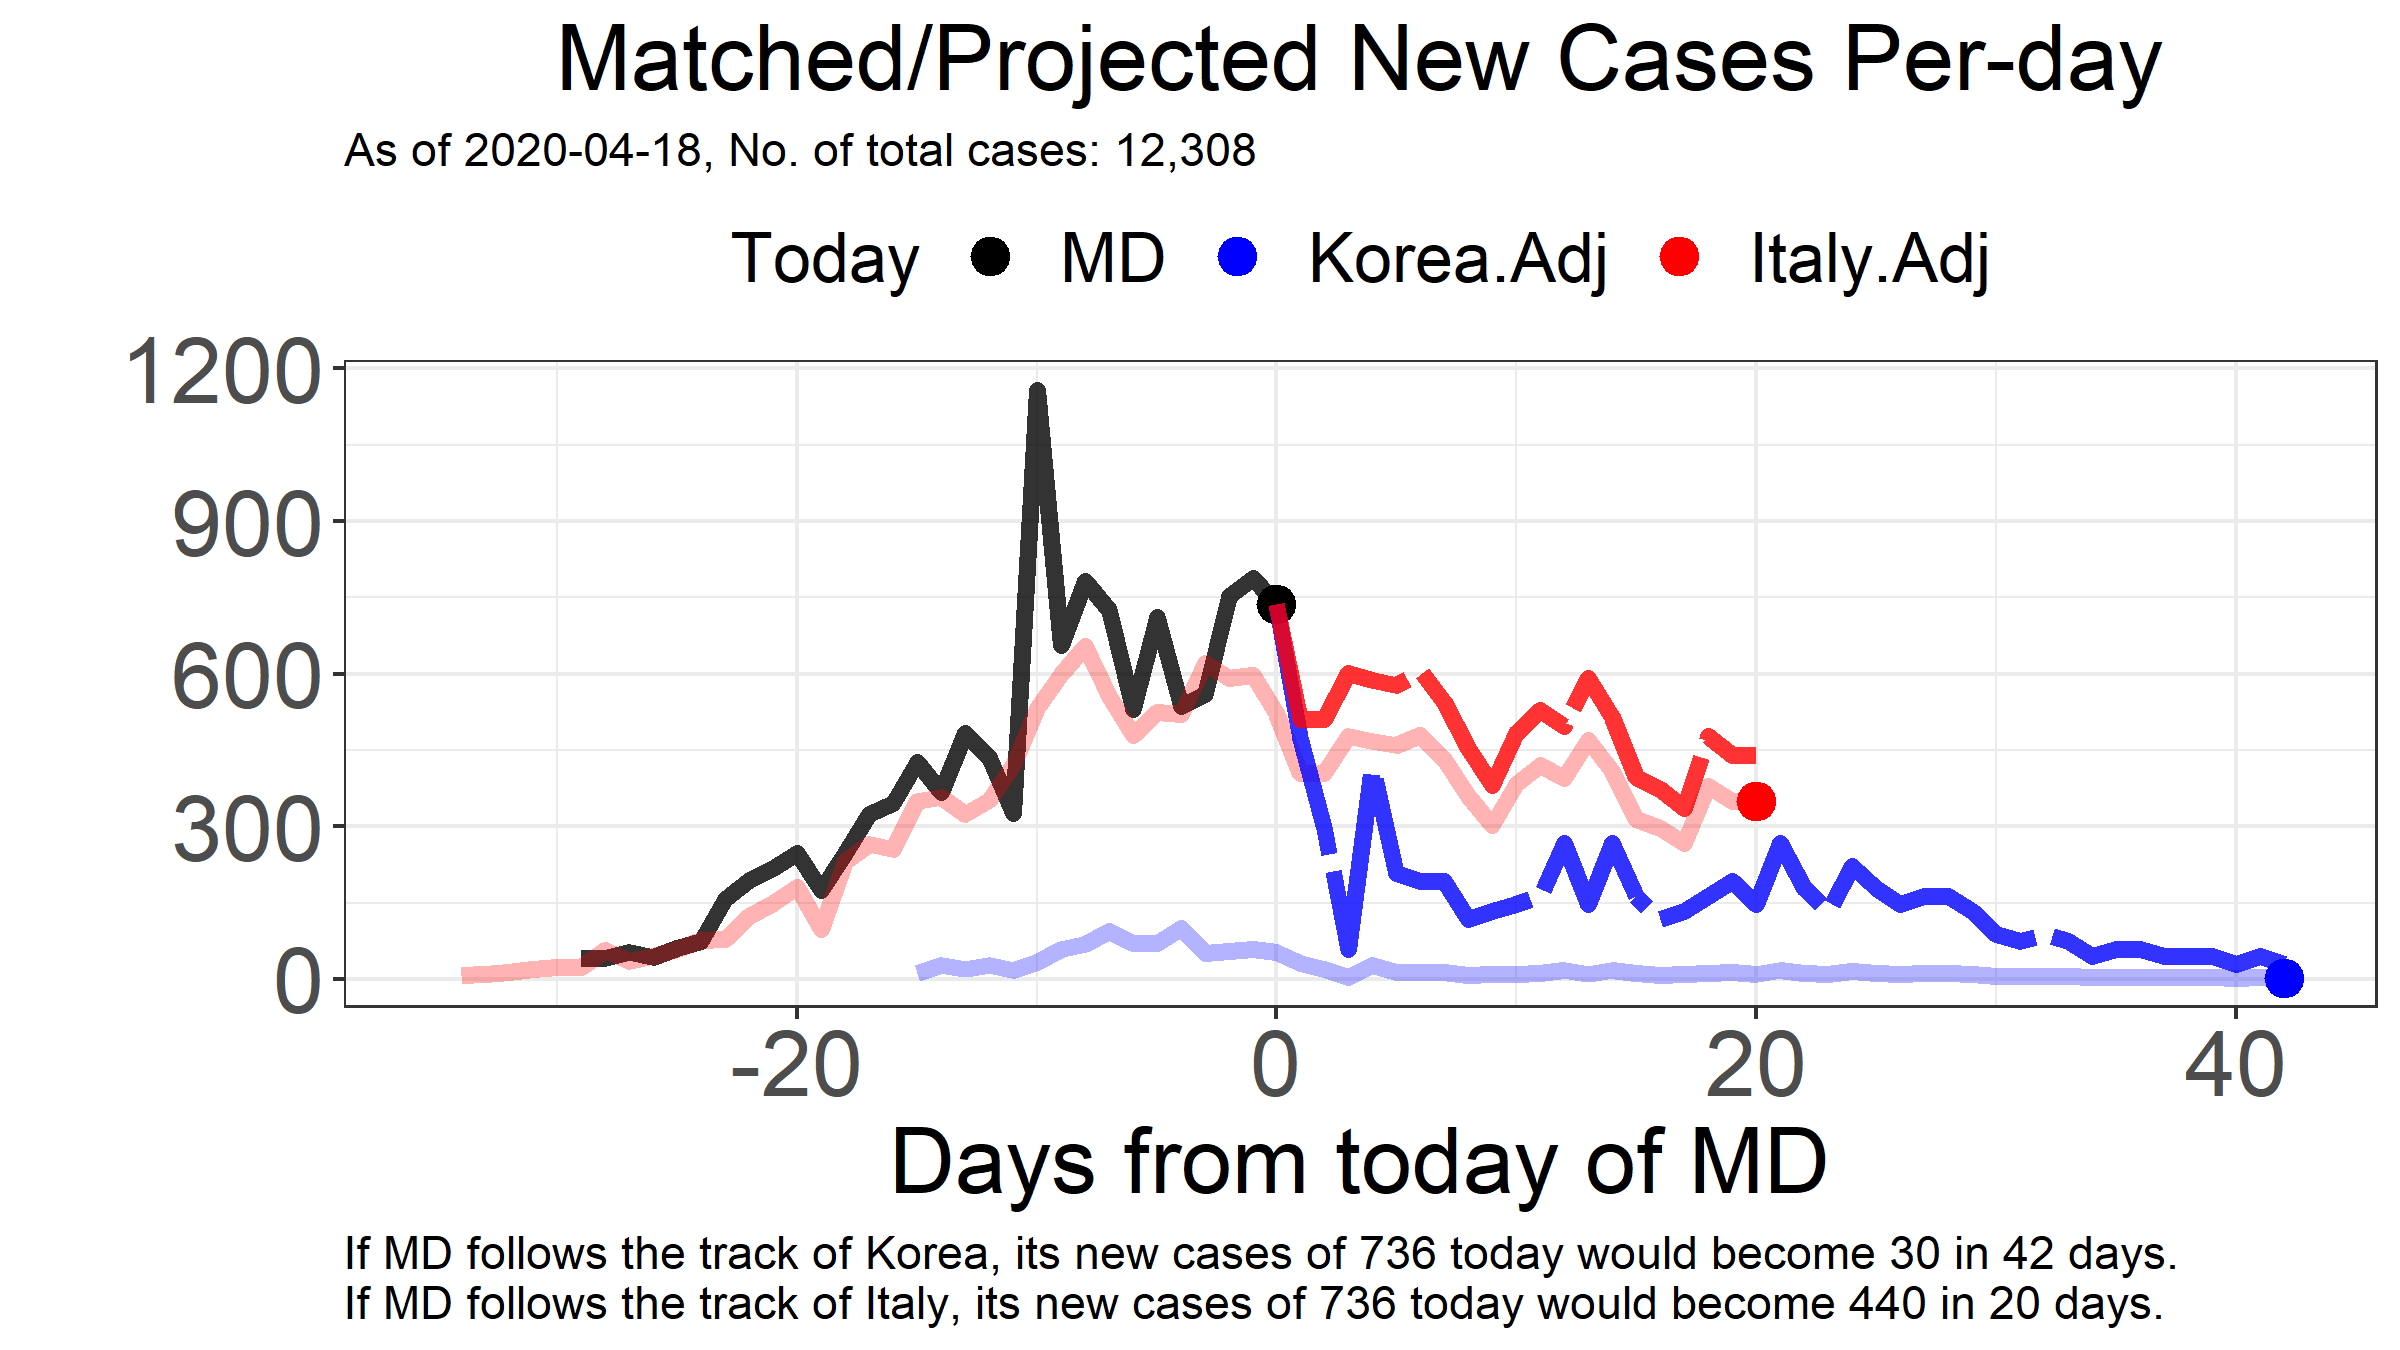 Matched/Projected New Cases Per-day
As of 2020-04-18, No. of total cases: 12,308
Today MD Korea.Adj Italy.Adj
1200
900
600
300
0
-20 0 20 40
Days from today of MD
If MD follows the track of Korea, its new cases of 736 today would become 30 in 42 days.
If MD follows the track of Italy, its new cases of 736 today would become 440 in 20 days.